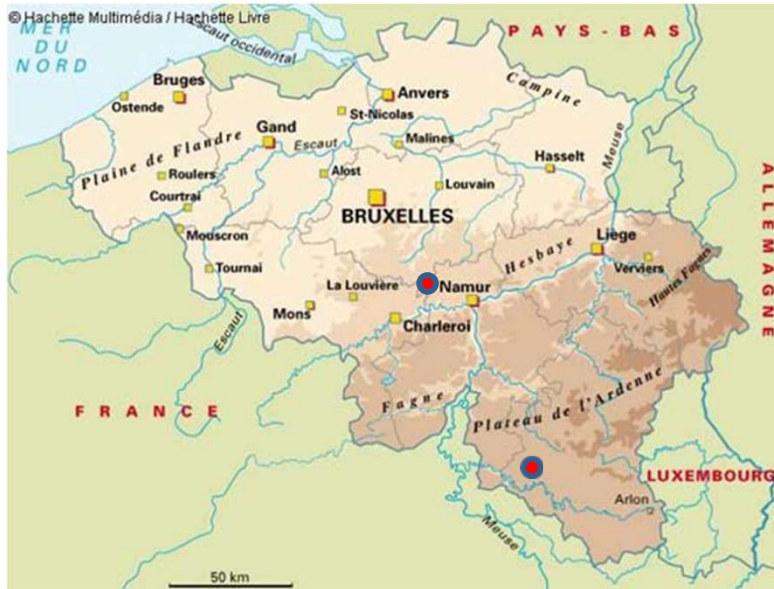 © Hachette Multimédia / Hachette Livre
MER
DU
NORD
Escaut occidental
PAYS-BAS
Bruges
Ostende
Anvers
Campine
St-Nicolas
Gand
Escaut
Malines
Meuse
Plaine de Flandre
Roulers
Alost
Louvain
Hasselt
ALLEMAGNE
Courtrai
BRUXELLES
Mouscron
Liège
Hesbaye
Tournai
Verviers
Hautes Fagnes
La Louvière
Namur
Mons
Charleroi
Escaut
Fagne
Plateau de l'Ardenne
FRANCE
LUXEMBOURG
Arlon
Meuse
50 km